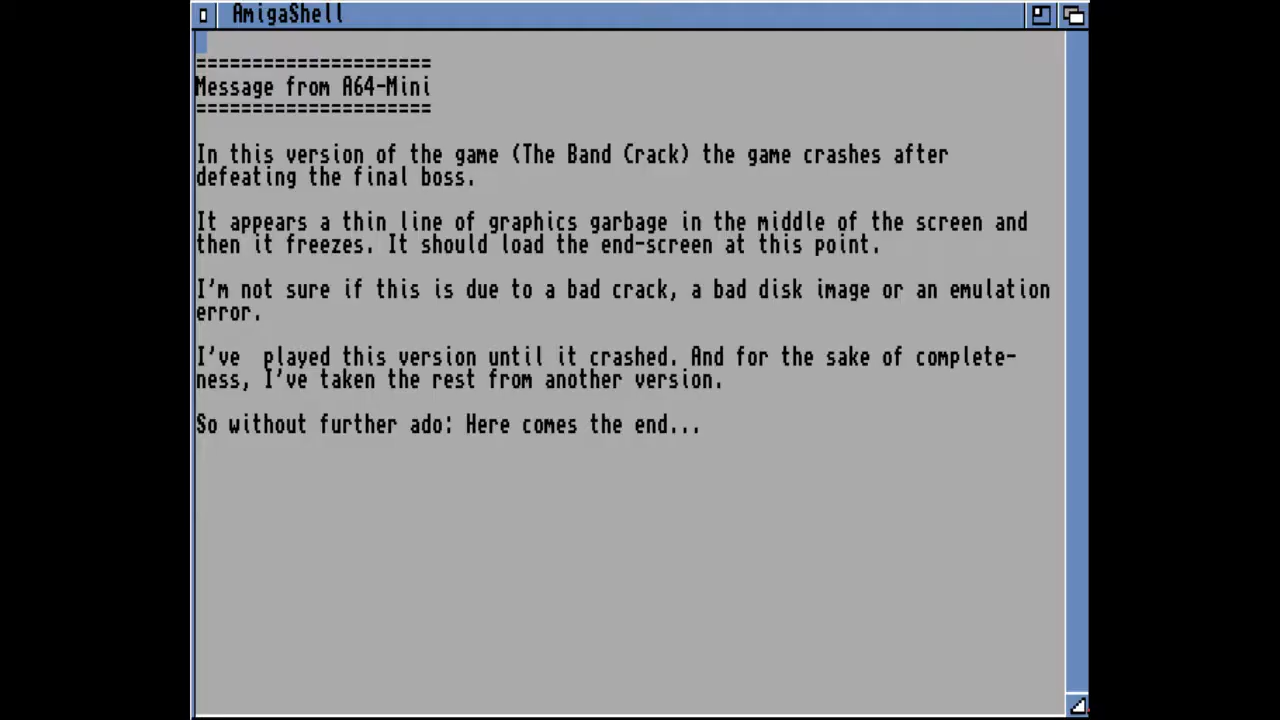 AmigaShell
=====================
Message from A64-Mini
=====================
In this version of the game (The Band Crack) the game crashes after
defeating the final boss.
It appears a thin line of graphics garbage in the middle of the screen and
then it freezes. It should load the end-screen at this point.
I'm not sure if this is due to a bad crack, a bad disk image or an emulation
error.
I've  played this version until it crashed. And for the sake of complete-
ness, I've taken the rest from another version.
So without further ado: Here comes the end...